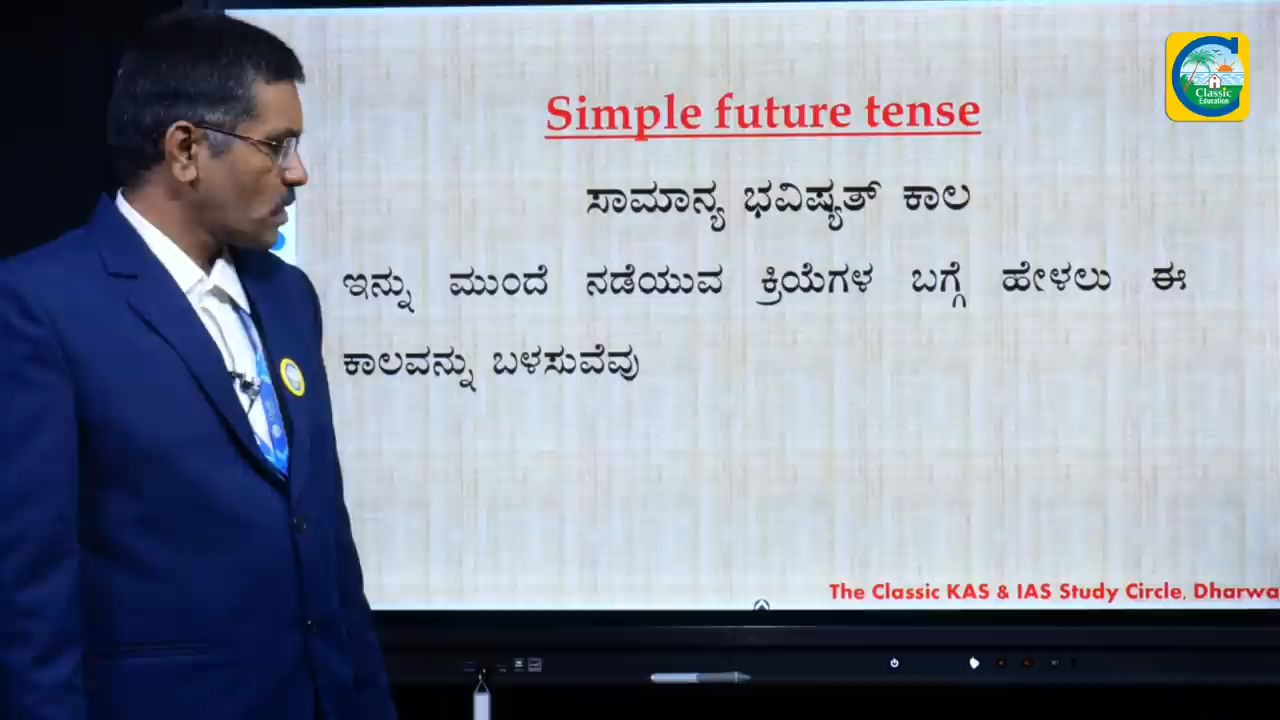 Simple future tense
ಸಾಮಾನ್ಯ ಭವಿಷ್ಯತ್ ಕಾಲ
ಇನ್ನು ಮುಂದೆ ನಡೆಯುವ ಕ್ರಿಯೆಗಳ ಬಗ್ಗೆ ಹೇಳಲು ಈ
ಕಾಲವನ್ನು ಬಳಸುವೆವು
The Classic KAS & IAS Study Circle, Dharwa
Classic
Education